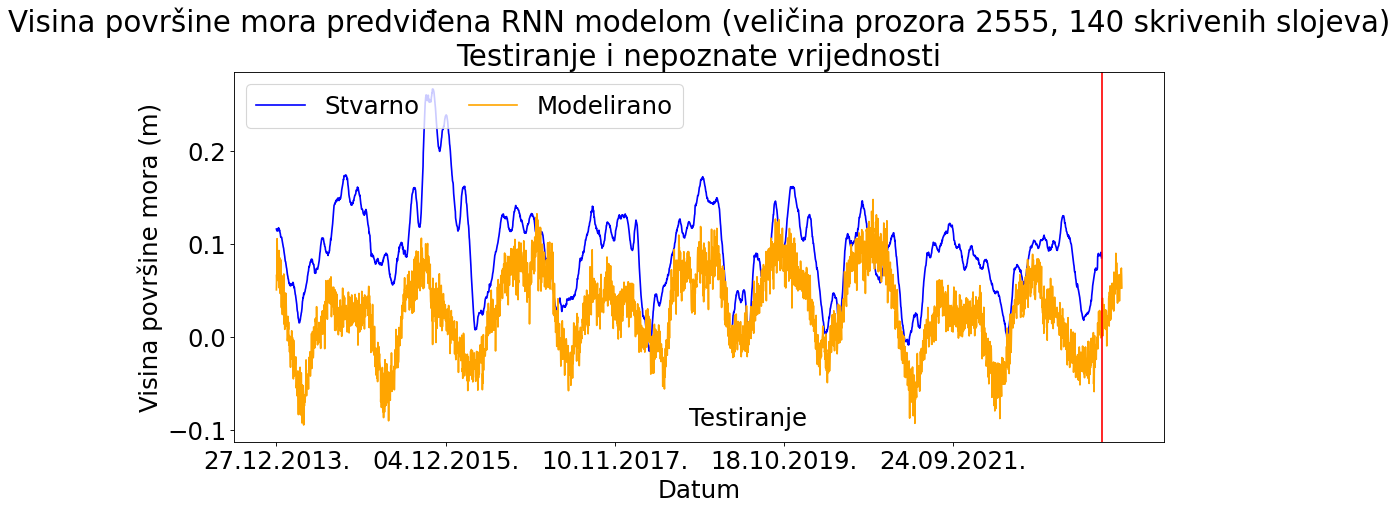 Visina površine mora predviđena RNN modelom (veličina prozora 2555, 140 skrivenih slojeva)
Testiranje i nepoznate vrijednosti
Stvarno Modelirano
Visina površine mora (m)
0.2
0.1
0.0
−0.1
Testiranje
27.12.2013. 04.12.2015. 10.11.2017. 18.10.2019. 24.09.2021.
Datum